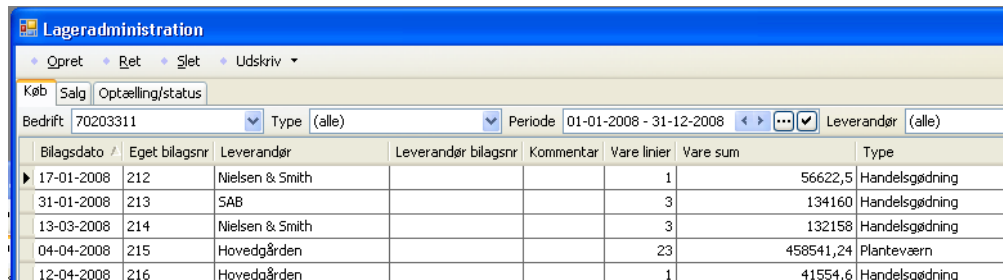 Lageradministration
Opret Ret Slet Udskriv
Køb Salg Optælling/status
Bedrift 70203311 Type (alle) Periode 01-01-2008 - 31-12-2008 Leverandør (alle)
Bilagsdato Eget bilagsnr Leverandør Leverandør bilagsnr Kommentar Vare linier Vare sum Type
17-01-2008 212 Nielsen & Smith 1 56622,5 Handelsgødning
31-01-2008 213 SAB 3 134160 Handelsgødning
13-03-2008 214 Nielsen & Smith 3 132158 Handelsgødning
04-04-2008 215 Hovedgården 23 458541,24 Planteværn
12-04-2008 216 Hovedgården 1 41554,6 Handelsgødning